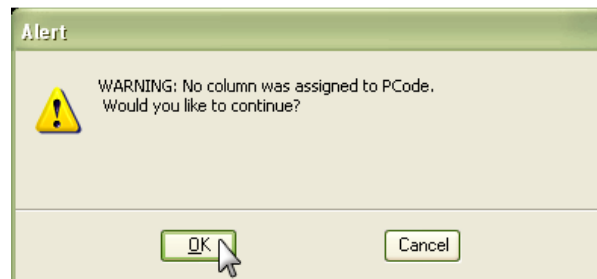 Alert
WARNING: No column was assigned to PCode.
Would you like to continue?
OK
Cancel